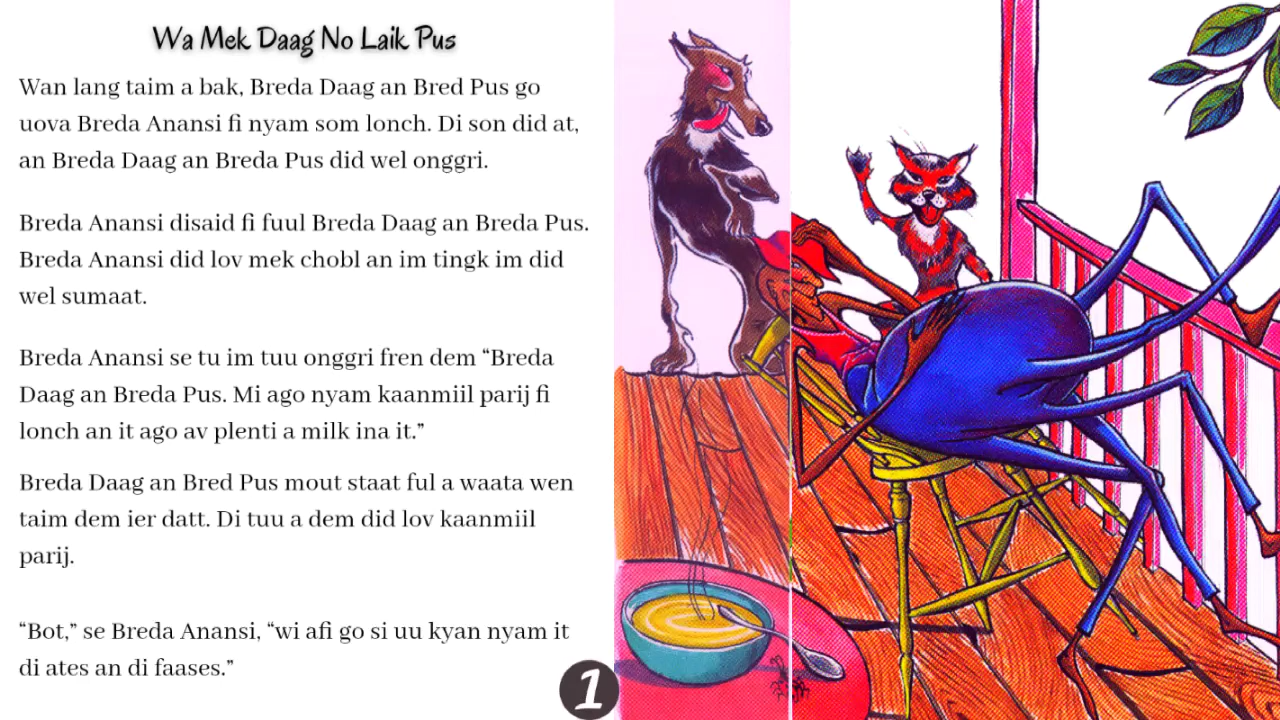 Wa Mek Daag No Laik Pus
Wan lang taim a bak, Breda Daag an Bred Pus go
uova Breda Anansi fi nyam som lonch. Di son did at,
an Breda Daag an Breda Pus did wel onggri.
Breda Anansi disaid fi fuul Breda Daag an Breda Pus.
Breda Anansi did lov mek chobl an im tingk im did
wel sumaat.
Breda Anansi se tu im tuu onggri fren dem “Breda
Daag an Breda Pus. Mi ago nyam kaanmiil parij fi
lonch an it ago av plenti a milk ina it.”
Breda Daag an Bred Pus mout staat ful a waata wen
taim dem ier datt. Di tuu a dem did lov kaanmiil
parij.
“Bot,” se Breda Anansi, “wi afi go si uu kyan nyam it
di ates an di faases.”
1